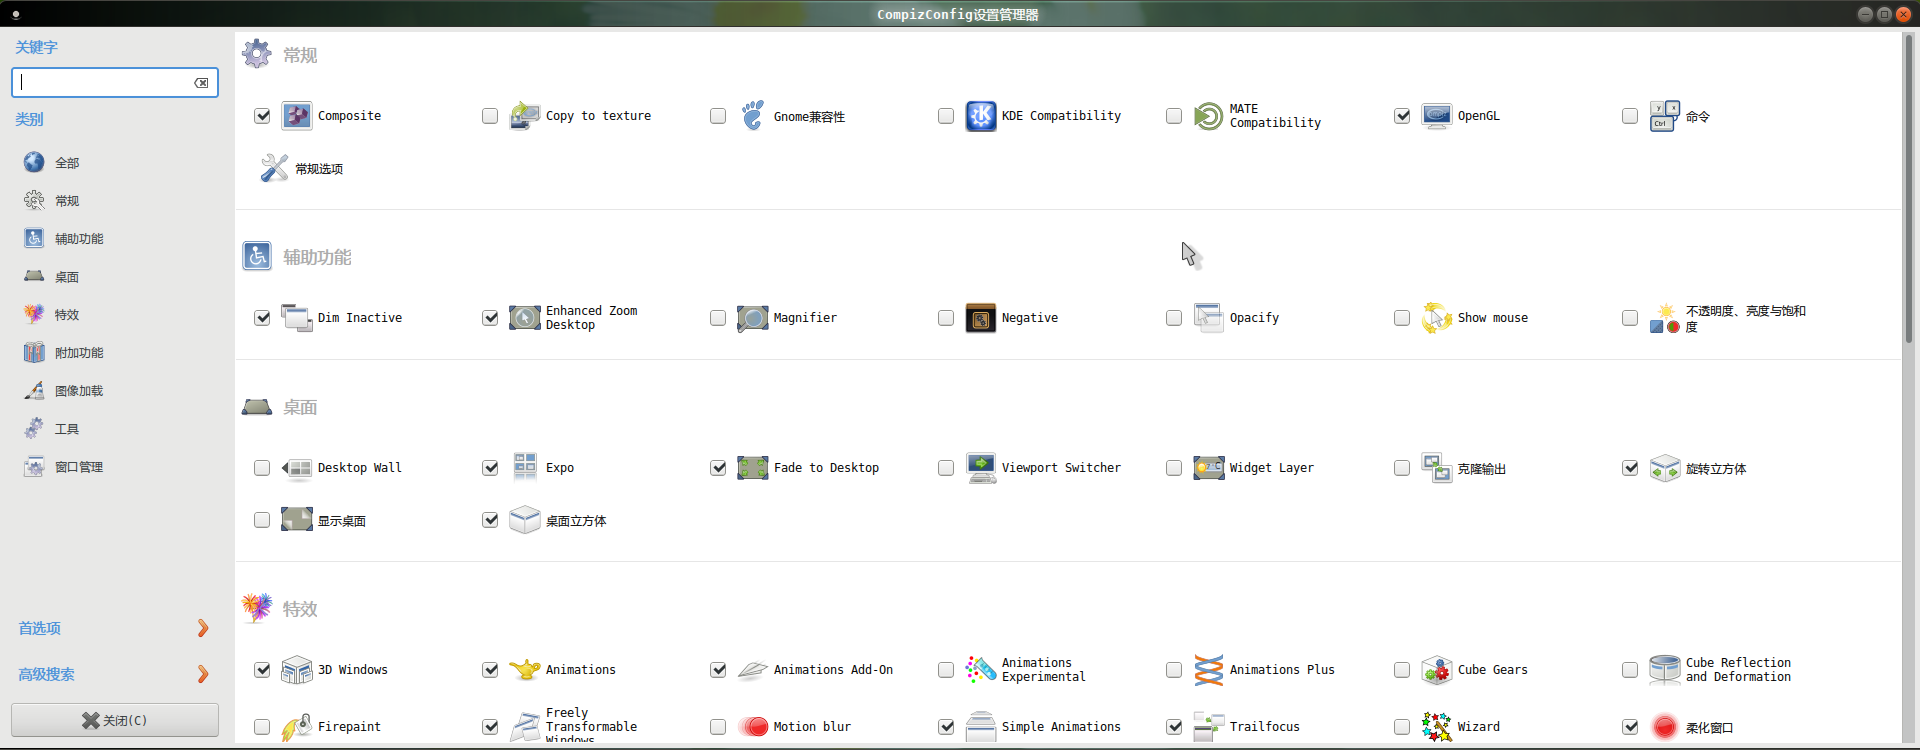 CompizConfig设置管理器
关键字
类别
全部
常规
辅助功能
桌面
特效
附加功能
图像加载
工具
窗口管理
首选项
高级搜索
关闭(C)
常规
Composite
Copy to texture
Gnome兼容性
KDE Compatibility
MATE
Compatibility
OpenGL
命令
常规选项
辅助功能
Dim Inactive
Enhanced Zoom
Desktop
Magnifier
Negative
Opacify
Show mouse
不透明度、亮度与饱和
度
桌面
Desktop Wall
Expo
Fade to Desktop
Viewport Switcher
Widget Layer
克隆输出
旋转立方体
显示桌面
桌面立方体
特效
3D Windows
Animations
Animations Add-On
Animations
Experimental
Animations Plus
Cube Gears
Cube Reflection
and Deformation
Firepaint
Freely
Transformable
Windows
Motion blur
Simple Animations
Trailfocus
Wizard
柔化窗口